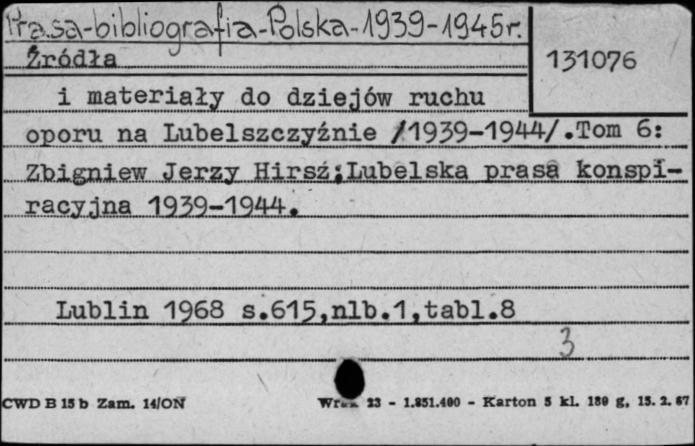 Prasa-bibliografia-Polska-1939-1945r.
Źródła
131076
i materiały do dziejów ruchu
oporu na Lubelszczyźnie /1939-1944/.Tom 6:
Zbigniew Jerzy Hirsź;Lubelska prasa konspi-
racyjna 1939-1944.
Lublin 1968 s.615,nlb.1,tabl.8
3
CWD B 15 b Zam. 14/ON
23 - 1.851.400 - Karton 5 kl. 180 g, 15. 2. 67